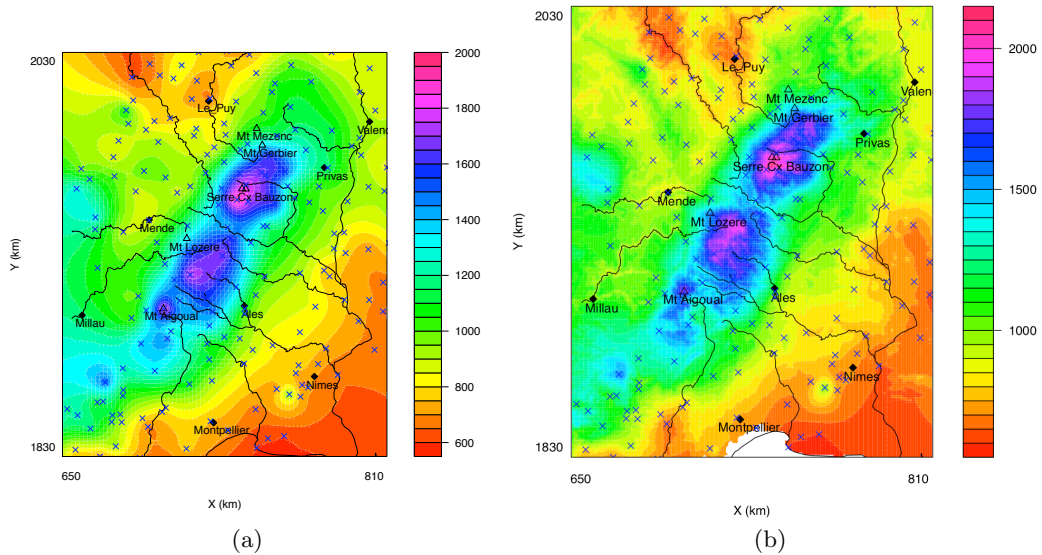 2030
Y (km)
1830
650
810
X (km)
Le_Puy
Mt Mezenc
Mt Gerbier
Valenc
Privas
Serre Cx Bauzon
Mende
Mt Lozere
Mt Aigoual
Millau
Ales
Nimes
Montpellier
2000
1800
1600
1400
1200
1000
800
600
(a)
2030
Y (km)
1830
650
810
X (km)
Le_Puy
Mt Mezenc
Mt Gerbier
Valen
Privas
Serre Cx Bauzon
Mende
Mt Lozere
Mt Aigoual
Millau
Ales
Nimes
Montpellier
2000
1500
1000
(b)